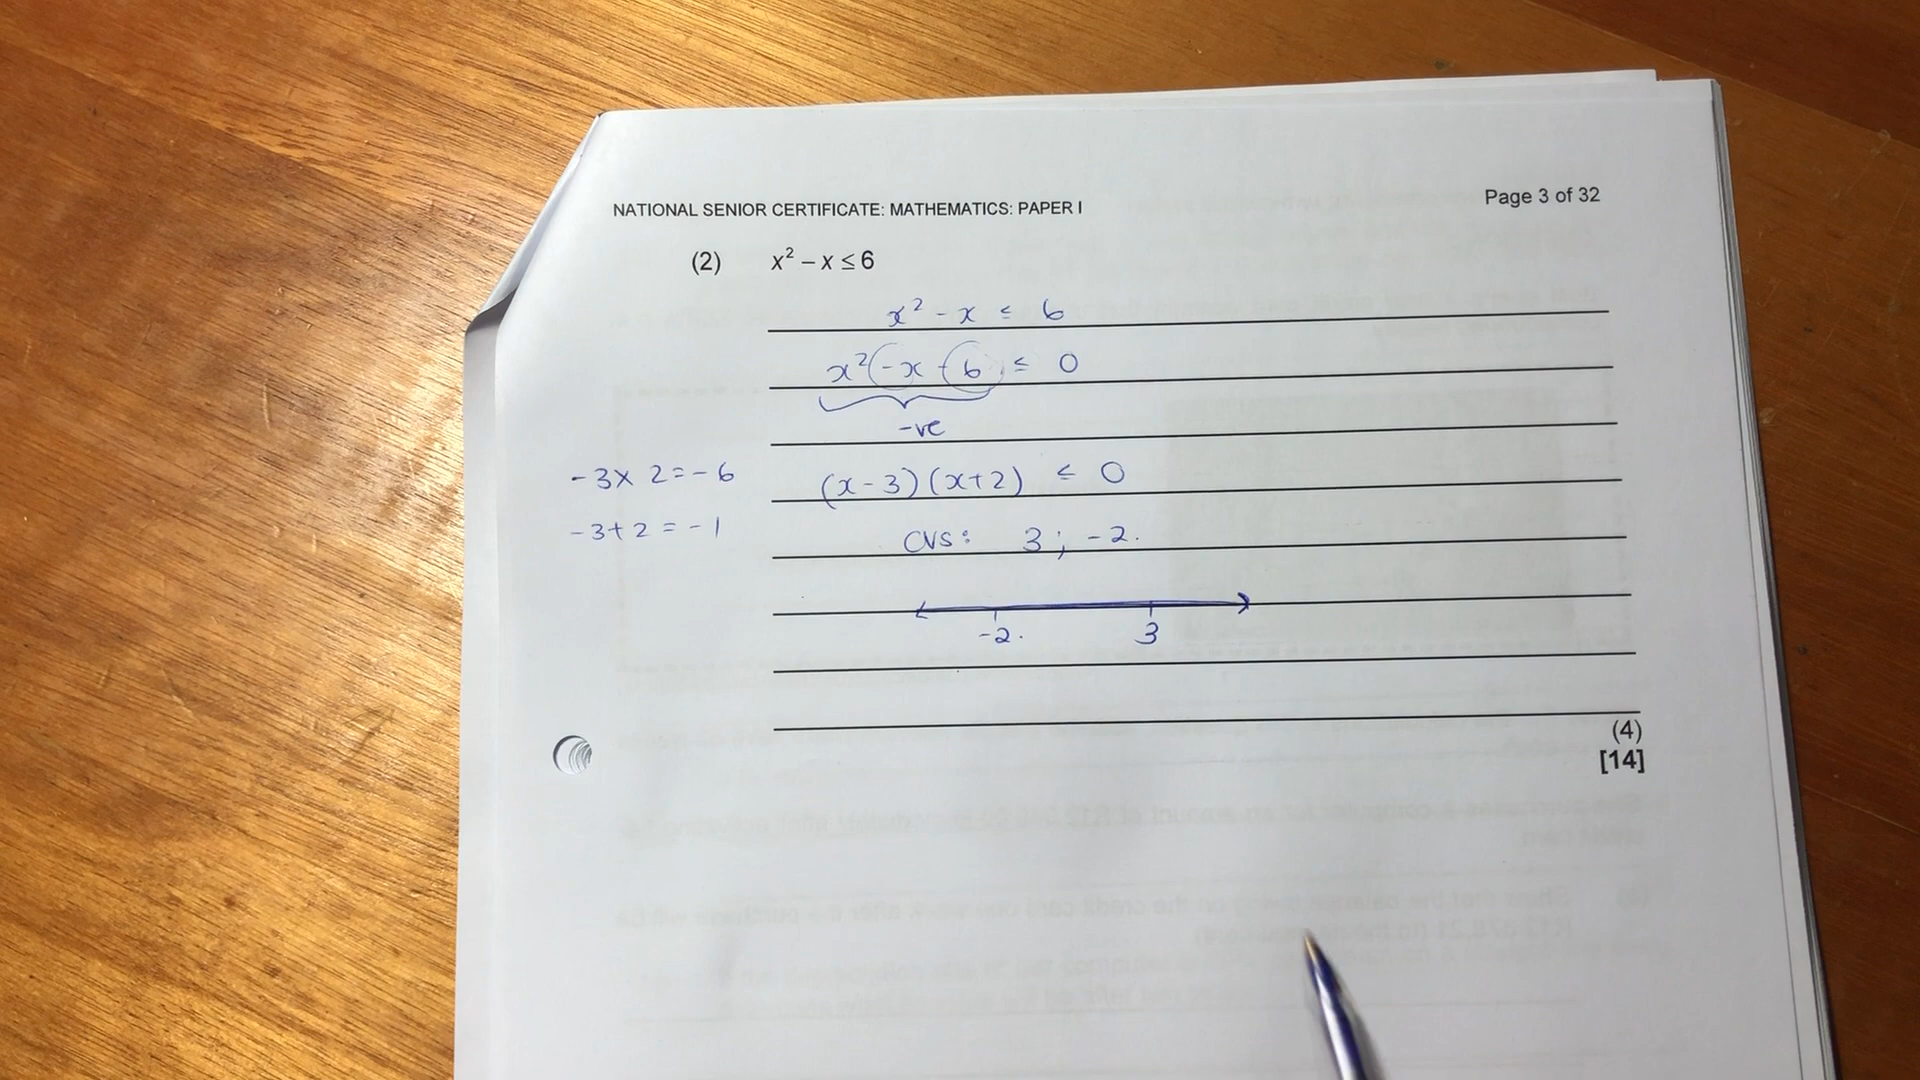 NATIONAL SENIOR CERTIFICATE: MATHEMATICS: PAPER I
Page 3 of 32
(2) x² – x ≤ 6
x² - x ≤ 6
x² - x - 6 ≤ 0
-ve
-3 x 2 = -6
(x-3)(x+2) ≤ 0
-3+2 = -1
CVS: 3; -2.
-2. 3
(4)
[14]